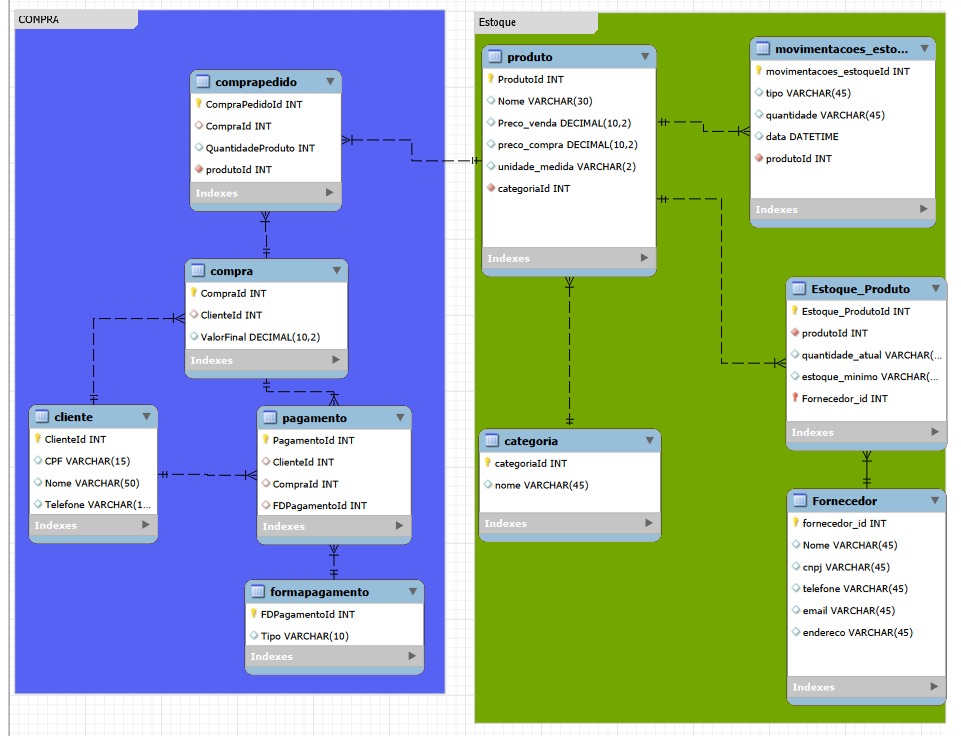 COMPRA
comprapedido
CompraPedidoId INT
CompraId INT
QuantidadeProduto INT
produtoId INT
Indexes
compra
CompraId INT
ClienteId INT
ValorFinal DECIMAL(10,2)
Indexes
cliente
ClienteId INT
CPF VARCHAR(15)
Nome VARCHAR(50)
Telefone VARCHAR(1...
Indexes
pagamento
PagamentoId INT
ClienteId INT
CompraId INT
FDPagamentoId INT
Indexes
formapagamento
FDPagamentoId INT
Tipo VARCHAR(10)
Indexes
Estoque
produto
ProdutoId INT
Nome VARCHAR(30)
Preco_venda DECIMAL(10,2)
preco_compra DECIMAL(10,2)
unidade_medida VARCHAR(2)
categoriaId INT
Indexes
movimentacoes_esto...
movimentacoes_estoqueId INT
tipo VARCHAR(45)
quantidade VARCHAR(45)
data DATETIME
produtoId INT
Indexes
Estoque_Produto
Estoque_ProdutoId INT
produtoId INT
quantidade_atual VARCHAR(...
estoque_minimo VARCHAR(...
Fornecedor_id INT
Indexes
categoria
categoriaId INT
nome VARCHAR(45)
Indexes
Fornecedor
fornecedor_id INT
Nome VARCHAR(45)
cnpj VARCHAR(45)
telefone VARCHAR(45)
email VARCHAR(45)
endereco VARCHAR(45)
Indexes